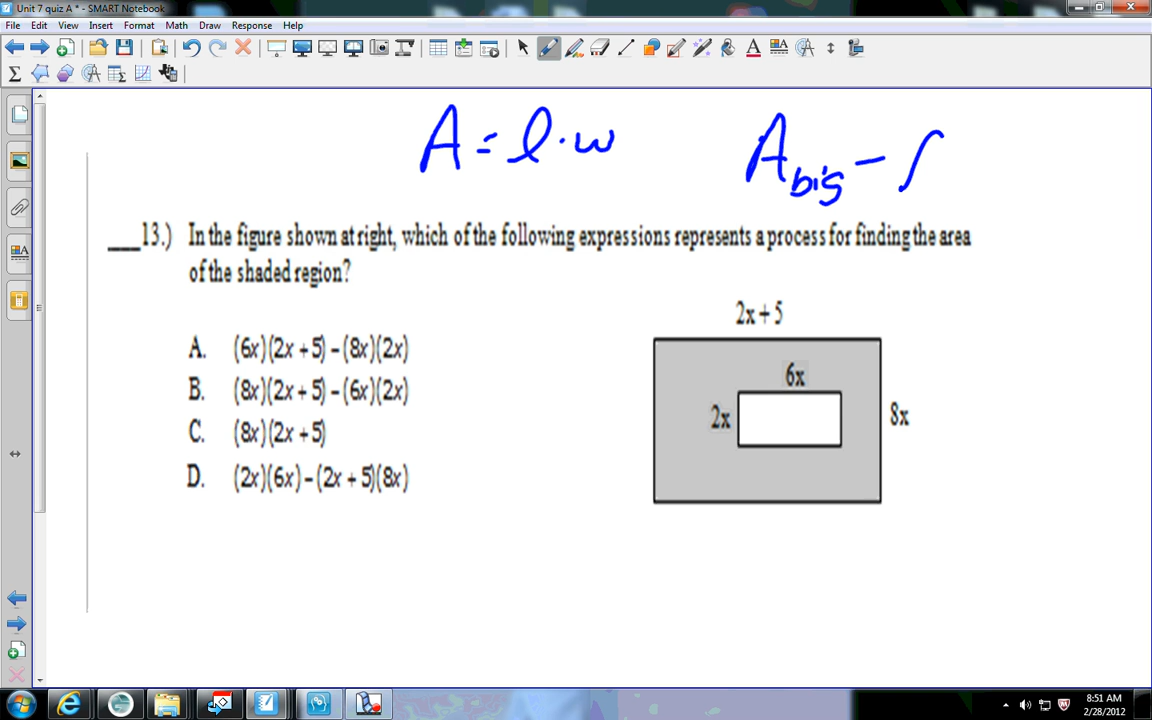 Unit 7 quiz A * - SMART Notebook
File Edit View Insert Format Math Draw Response Help
A = l · w
A big -
___13.) In the figure shown at right, which of the following expressions represents a process for finding the area
of the shaded region?
2x + 5
A. (6x)(2x + 5) – (8x)(2x)
6x
B. (8x)(2x + 5) – (6x)(2x)
2x
8x
C. (8x)(2x + 5)
D. (2x)(6x) – (2x + 5)(8x)
8:51 AM
2/28/2012